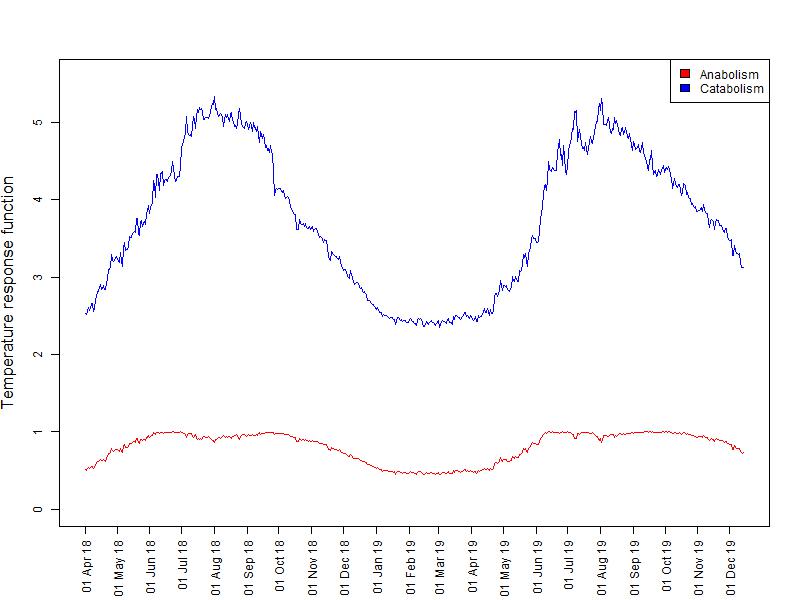 Anabolism
Catabolism
Temperature response function
5
4
3
2
1
0
01 Apr 18
01 May 18
01 Jun 18
01 Jul 18
01 Aug 18
01 Sep 18
01 Oct 18
01 Nov 18
01 Dec 18
01 Jan 19
01 Feb 19
01 Mar 19
01 Apr 19
01 May 19
01 Jun 19
01 Jul 19
01 Aug 19
01 Sep 19
01 Oct 19
01 Nov 19
01 Dec 19